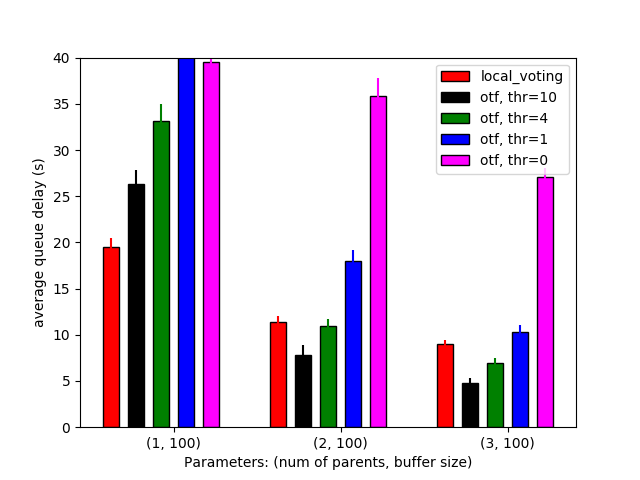 40
35
30
25
20
15
10
5
0
average queue delay (s)
local_voting
otf, thr=10
otf, thr=4
otf, thr=1
otf, thr=0
(1, 100)
(2, 100)
(3, 100)
Parameters: (num of parents, buffer size)